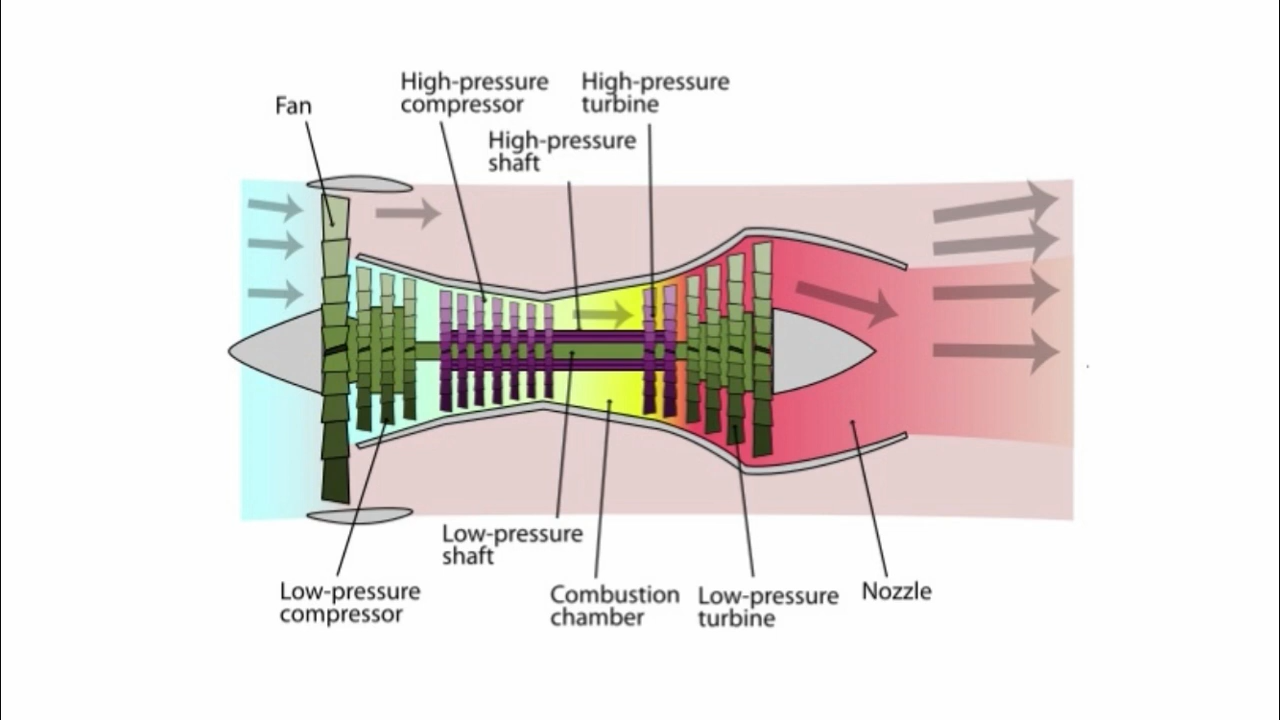 Fan
High-pressure
compressor
High-pressure
turbine
High-pressure
shaft
Low-pressure
shaft
Low-pressure
compressor
Combustion
chamber
Low-pressure
turbine
Nozzle